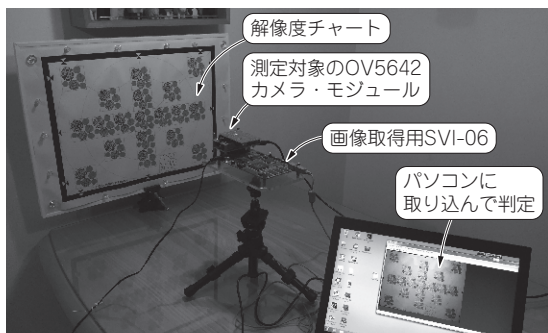 解像度チャート
測定対象のOV5642
カメラ・モジュール
画像取得用SVI-06
パソコンに
取り込んで判定